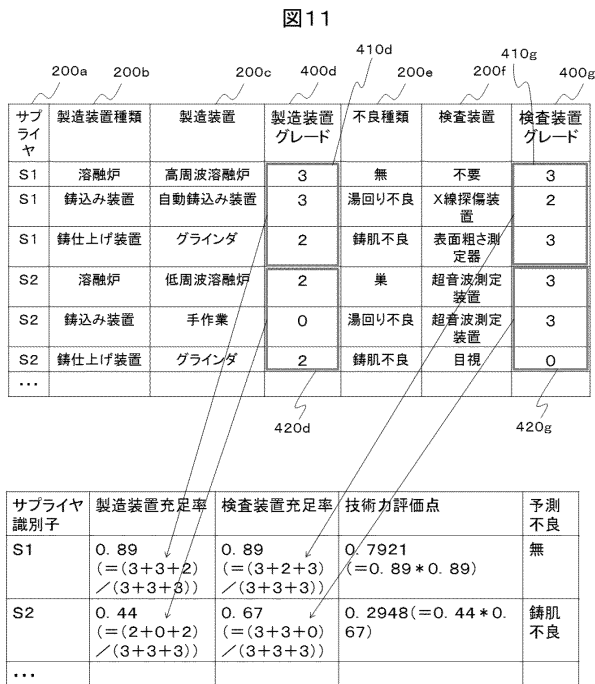 図11
410d
410g
200a 200b 200c 400d 200e 200f 400g
サプライヤ 製造装置種類 製造装置 製造装置グレード 不良種類 検査装置 検査装置グレード
S1 溶融炉 高周波溶融炉 3 無 不要 3
S1 鋳込み装置 自動鋳込み装置 3 湯回り不良 X線探傷装置 2
S1 鋳仕上げ装置 グラインダ 2 鋳肌不良 表面粗さ測定器 3
S2 溶融炉 低周波溶融炉 2 巣 超音波測定装置 3
S2 鋳込み装置 手作業 0 湯回り不良 超音波測定装置 3
S2 鋳仕上げ装置 グラインダ 2 鋳肌不良 目視 0
・・・
420d 420g
サプライヤ識別子 製造装置充足率 検査装置充足率 技術力評価点 予測不良
S1 0.89 (=(3+3+2)/(3+3+3)) 0.89 (=(3+2+3)/(3+3+3)) 0.7921 (=0.89*0.89) 無
S2 0.44 (=(2+0+2)/(3+3+3)) 0.67 (=(3+3+0)/(3+3+3)) 0.2948(=0.44*0.67) 鋳肌不良
・・・